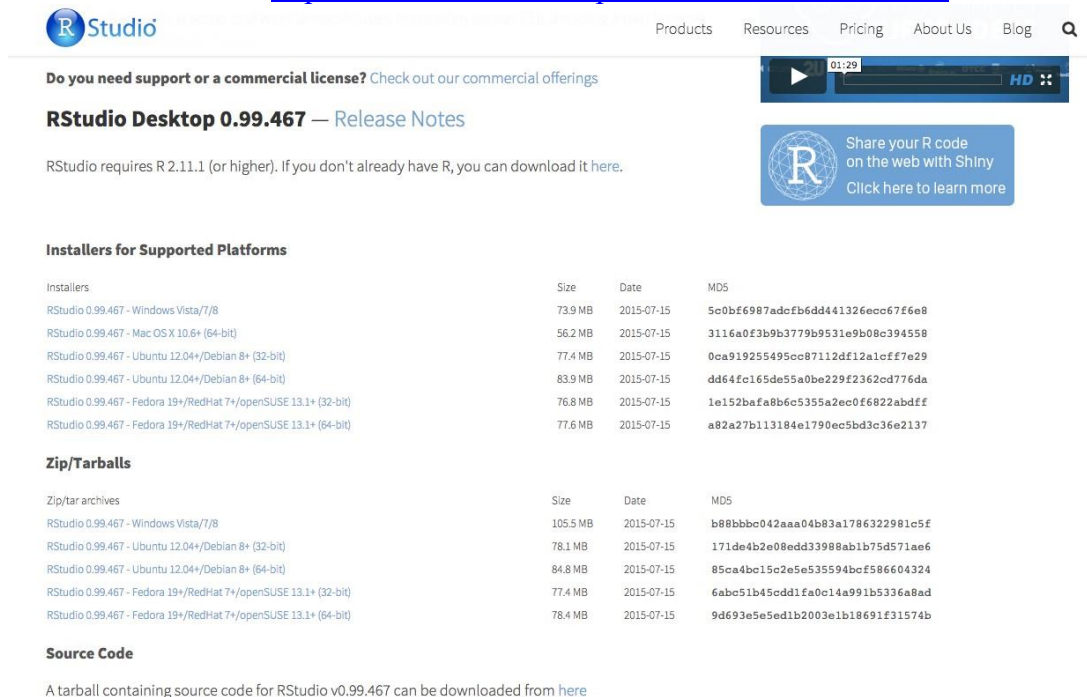 R Studio
Products Resources Pricing About Us Blog
Do you need support or a commercial license? Check out our commercial offerings
01:29
HD
RStudio Desktop 0.99.467 — Release Notes
RStudio requires R 2.11.1 (or higher). If you don't already have R, you can download it here.
R
Share your R code
on the web with Shiny
Click here to learn more
Installers for Supported Platforms
Installers Size Date MD5
RStudio 0.99.467 - Windows Vista/7/8 73.9 MB 2015-07-15 5c0bf6987adcfb6dd441326ecc67f6e8
RStudio 0.99.467 - Mac OS X 10.6+ (64-bit) 56.2 MB 2015-07-15 3116a0f3b9b3779b9531e9b08c394558
RStudio 0.99.467 - Ubuntu 12.04+/Debian 8+ (32-bit) 77.4 MB 2015-07-15 0ca919255495cc87112df12a1cff7e29
RStudio 0.99.467 - Ubuntu 12.04+/Debian 8+ (64-bit) 83.9 MB 2015-07-15 dd64fc165de55a0be229f2362cd776da
RStudio 0.99.467 - Fedora 19+/RedHat 7+/openSUSE 13.1+ (32-bit) 76.8 MB 2015-07-15 1e152bafa8b6c5355a2ec0f6822abdff
RStudio 0.99.467 - Fedora 19+/RedHat 7+/openSUSE 13.1+ (64-bit) 77.6 MB 2015-07-15 a82a27b113184e1790ec5bd3c36e2137
Zip/Tarballs
Zip/tar archives Size Date MD5
RStudio 0.99.467 - Windows Vista/7/8 105.5 MB 2015-07-15 b88bbbc042aaa04b83a1786322981c5f
RStudio 0.99.467 - Ubuntu 12.04+/Debian 8+ (32-bit) 78.1 MB 2015-07-15 171de4b2e08edd33988ab1b75d571ae6
RStudio 0.99.467 - Ubuntu 12.04+/Debian 8+ (64-bit) 84.8 MB 2015-07-15 85ca4bc15c2e5e535594bcf586604324
RStudio 0.99.467 - Fedora 19+/RedHat 7+/openSUSE 13.1+ (32-bit) 77.4 MB 2015-07-15 6abc51b45cdd1fa0c14a991b5336a8ad
RStudio 0.99.467 - Fedora 19+/RedHat 7+/openSUSE 13.1+ (64-bit) 78.4 MB 2015-07-15 9d693e5e5ed1b2003e1b18691f31574b
Source Code
A tarball containing source code for RStudio v0.99.467 can be downloaded from here